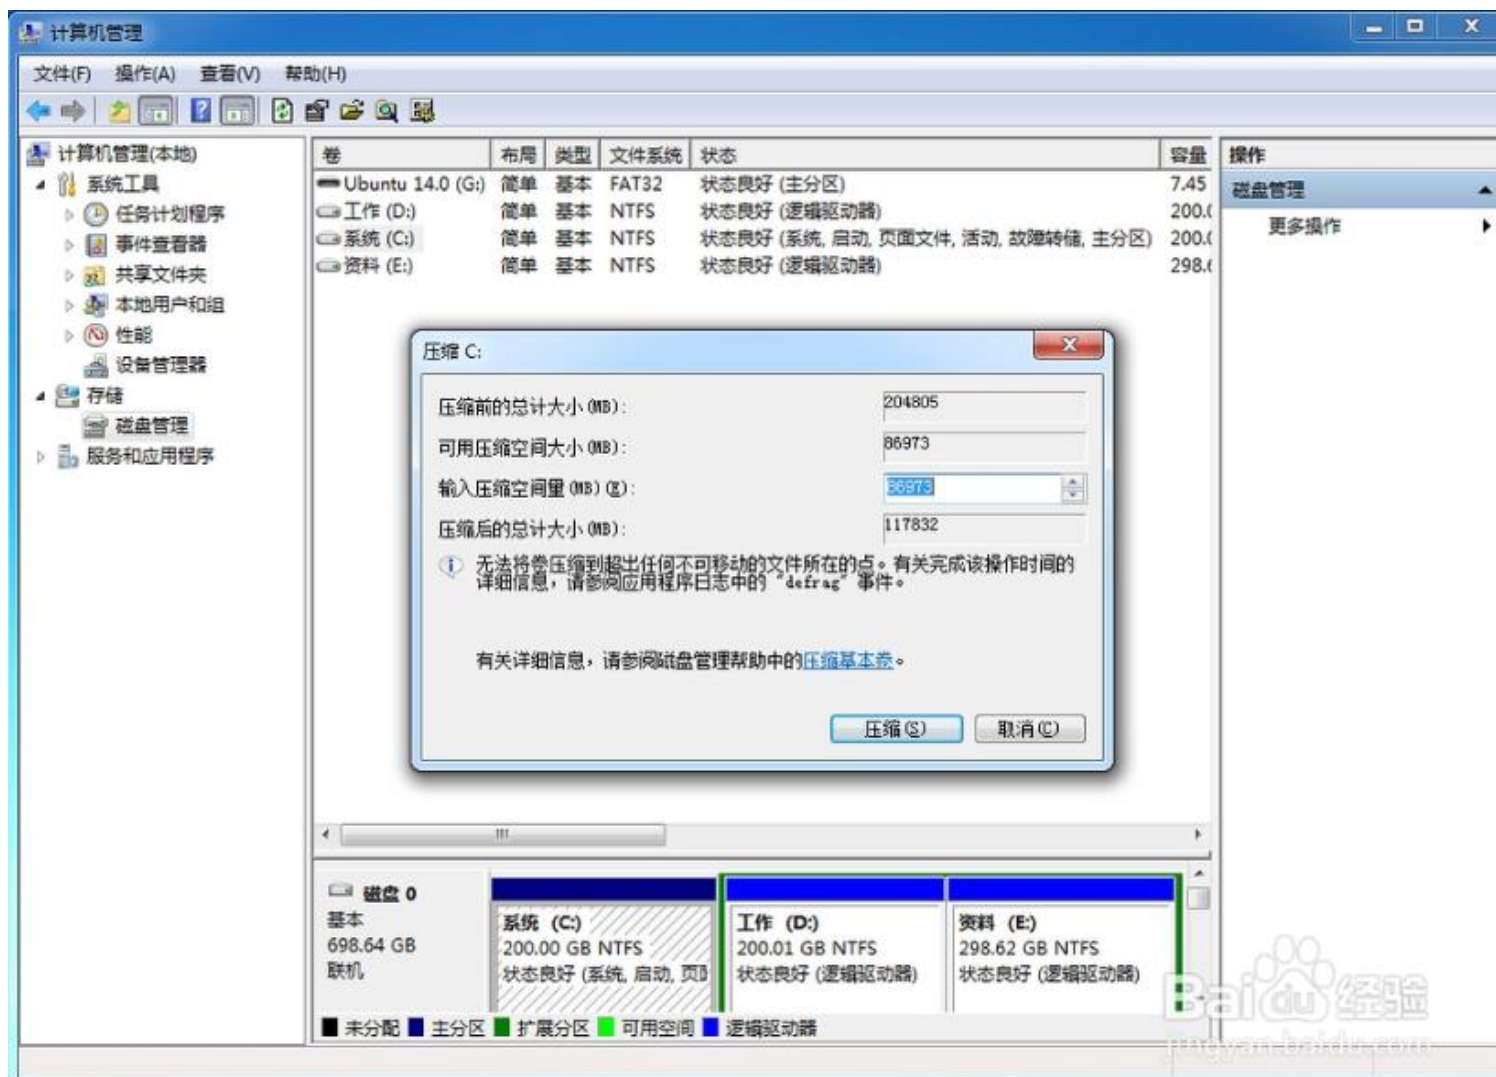 计算机管理
文件(F) 操作(A) 查看(V) 帮助(H)
计算机管理(本地)
系统工具
任务计划程序
事件查看器
共享文件夹
本地用户和组
性能
设备管理器
存储
磁盘管理
服务和应用程序
卷 布局 类型 文件系统 状态 容量
Ubuntu 14.0 (G:) 简单 基本 FAT32 状态良好 (主分区) 7.45
工作 (D:) 简单 基本 NTFS 状态良好 (逻辑驱动器) 200.0
系统 (C:) 简单 基本 NTFS 状态良好 (系统, 启动, 页面文件, 活动, 故障转储, 主分区) 200.0
资料 (E:) 简单 基本 NTFS 状态良好 (逻辑驱动器) 298.6
操作
磁盘管理
更多操作
压缩 C:
压缩前的总计大小(MB): 204805
可用压缩空间大小(MB): 86973
输入压缩空间量(MB)(E): 86973
压缩后的总计大小(MB): 117832
无法将卷压缩到超出任何不可移动的文件所在的点。有关完成该操作时间的
详细信息，请参阅应用程序日志中的 "defrag" 事件。
有关详细信息，请参阅磁盘管理帮助中的压缩基本卷。
压缩(S) 取消(C)
磁盘 0
基本
698.64 GB
联机
系统 (C:)
200.00 GB NTFS
状态良好 (系统, 启动, 页
工作 (D:)
200.01 GB NTFS
状态良好 (逻辑驱动器)
资料 (E:)
298.62 GB NTFS
状态良好 (逻辑驱动器)
未分配 主分区 扩展分区 可用空间 逻辑驱动器
Baidu 经验
jingyan.baidu.com